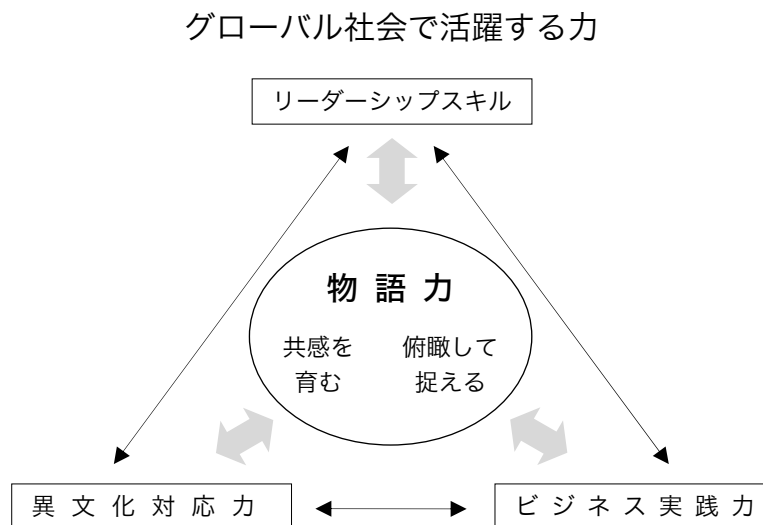 グローバル社会で活躍する力
リーダーシップスキル
物語力
共感を
育む
俯瞰して
捉える
異文化対応力
ビジネス実践力